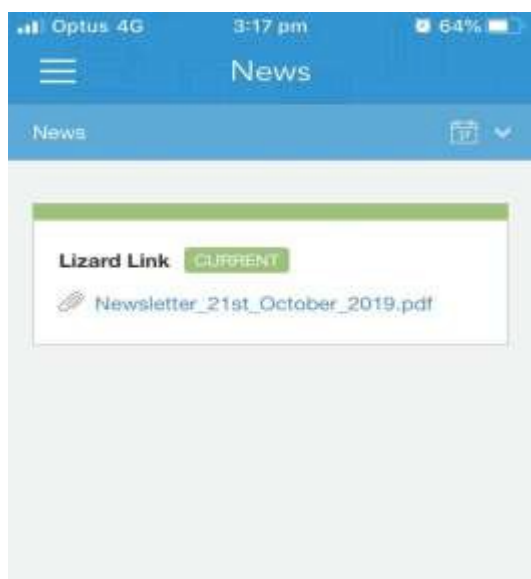 Optus 4G 3:17 pm 64%
News
News
Lizard Link CURRENT
Newsletter_21st_October_2019.pdf